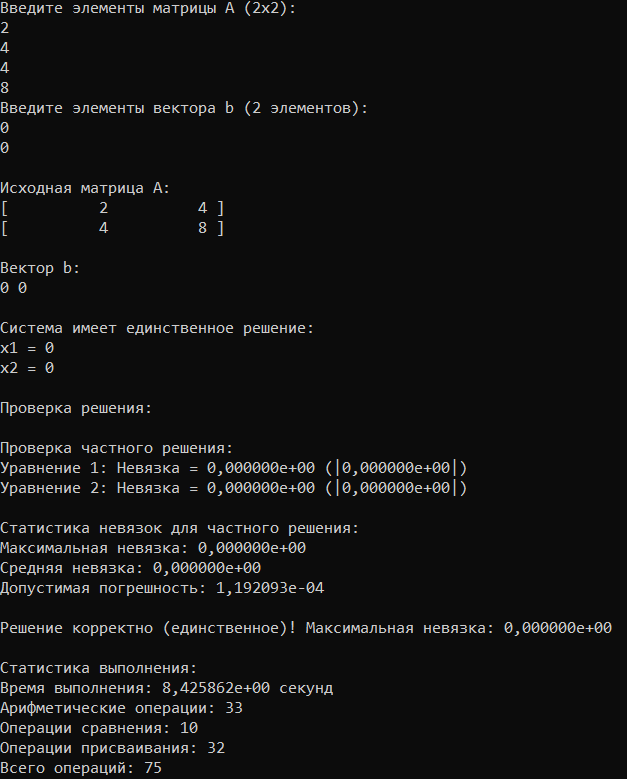 Введите элементы матрицы A (2x2):
2
4
4
8
Введите элементы вектора b (2 элементов):
0
0
Исходная матрица A:
[          2          4 ]
[          4          8 ]
Вектор b:
0 0
Система имеет единственное решение:
x1 = 0
x2 = 0
Проверка решения:
Проверка частного решения:
Уравнение 1: Невязка = 0,000000e+00 (|0,000000e+00|)
Уравнение 2: Невязка = 0,000000e+00 (|0,000000e+00|)
Статистика невязок для частного решения:
Максимальная невязка: 0,000000e+00
Средняя невязка: 0,000000e+00
Допустимая погрешность: 1,192093e-04
Решение корректно (единственное)! Максимальная невязка: 0,000000e+00
Статистика выполнения:
Время выполнения: 8,425862e+00 секунд
Арифметические операции: 33
Операции сравнения: 10
Операции присваивания: 32
Всего операций: 75